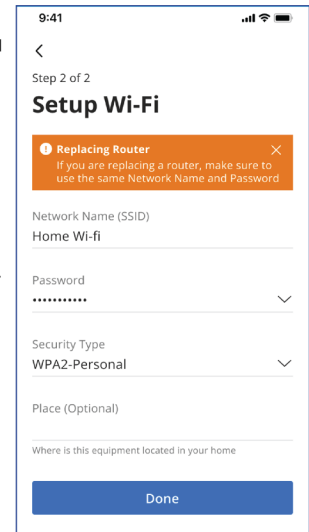 9:41
Step 2 of 2
Setup Wi-Fi
Replacing Router
If you are replacing a router, make sure to
use the same Network Name and Password
Network Name (SSID)
Home Wi-fi
Password
•••••••••••
Security Type
WPA2-Personal
Place (Optional)
Where is this equipment located in your home
Done